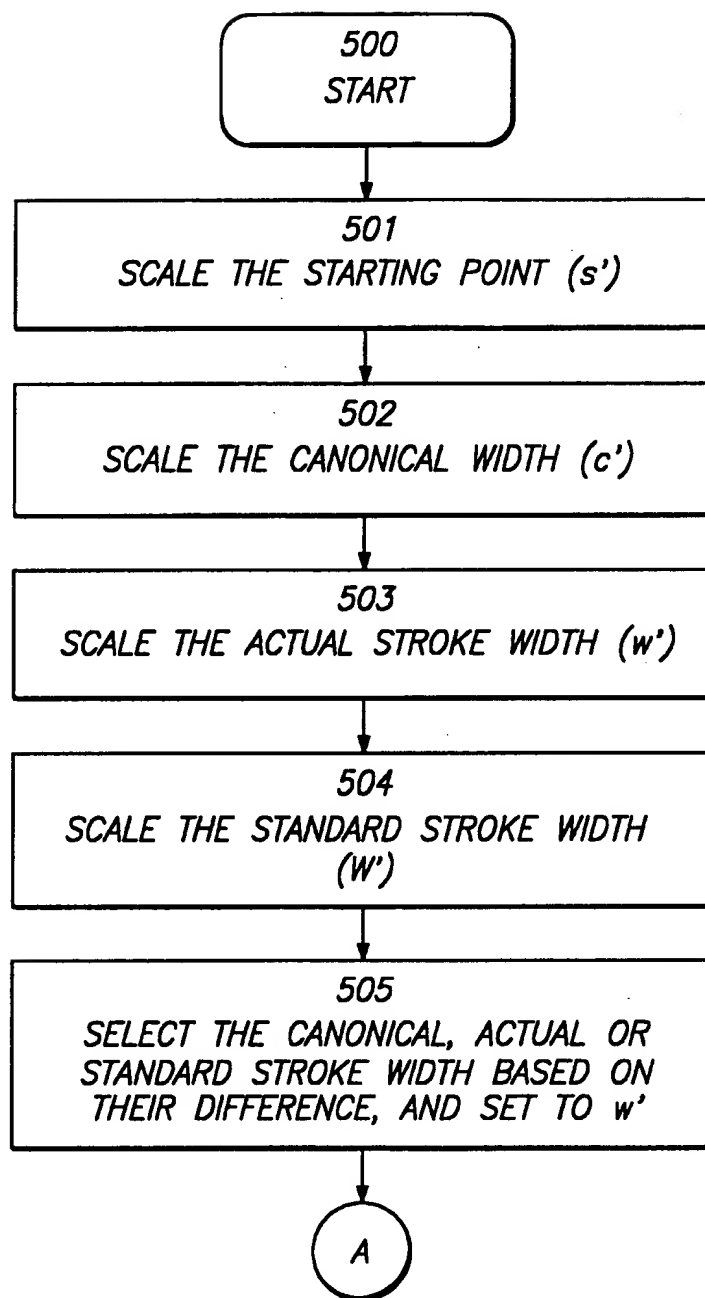 500
START
501
SCALE THE STARTING POINT (s')
502
SCALE THE CANONICAL WIDTH (c')
503
SCALE THE ACTUAL STROKE WIDTH (w')
504
SCALE THE STANDARD STROKE WIDTH
(W')
505
SELECT THE CANONICAL, ACTUAL OR
STANDARD STROKE WIDTH BASED ON
THEIR DIFFERENCE, AND SET TO w'
A